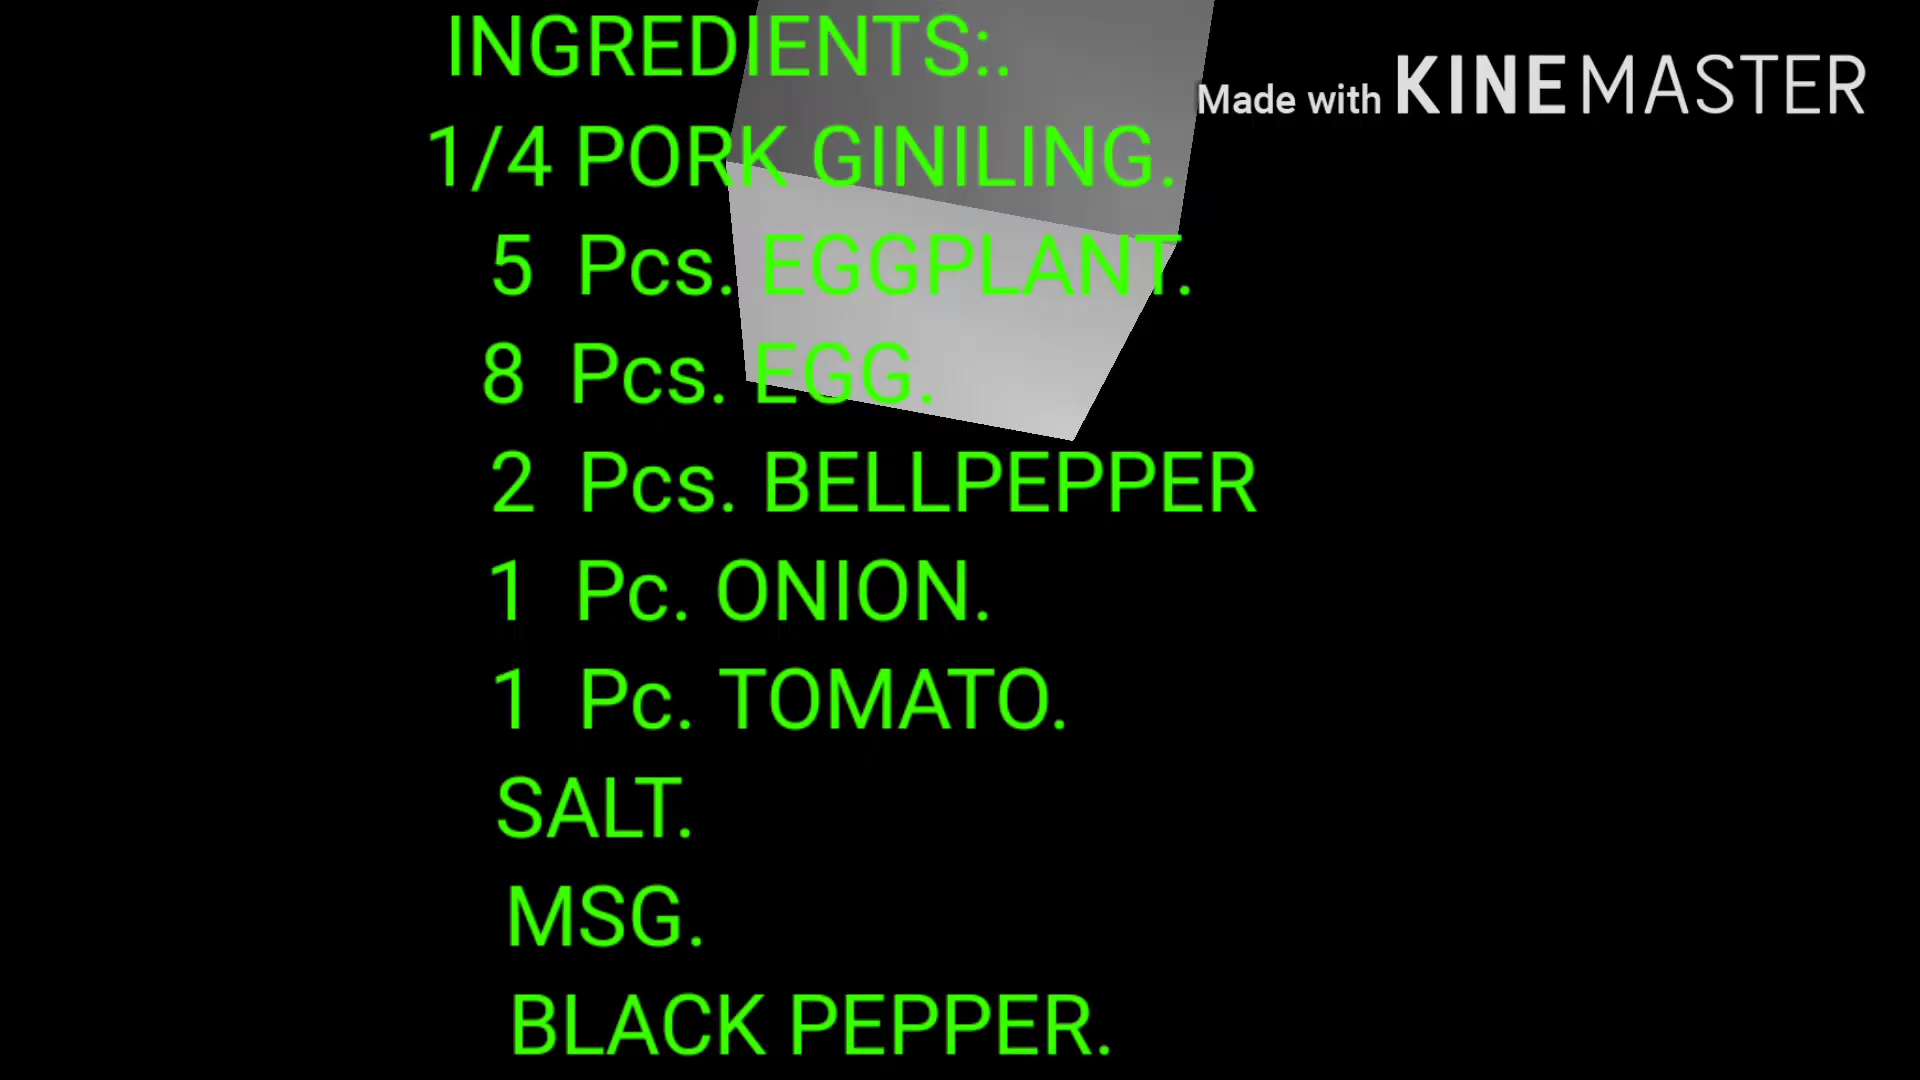 INGREDIENTS:.
Made with KINEMASTER
1/4 PORK GINILING.
5 Pcs. EGGPLANT.
8 Pcs. EGG.
2 Pcs. BELLPEPPER
1 Pc. ONION.
1 Pc. TOMATO.
SALT.
MSG.
BLACK PEPPER.